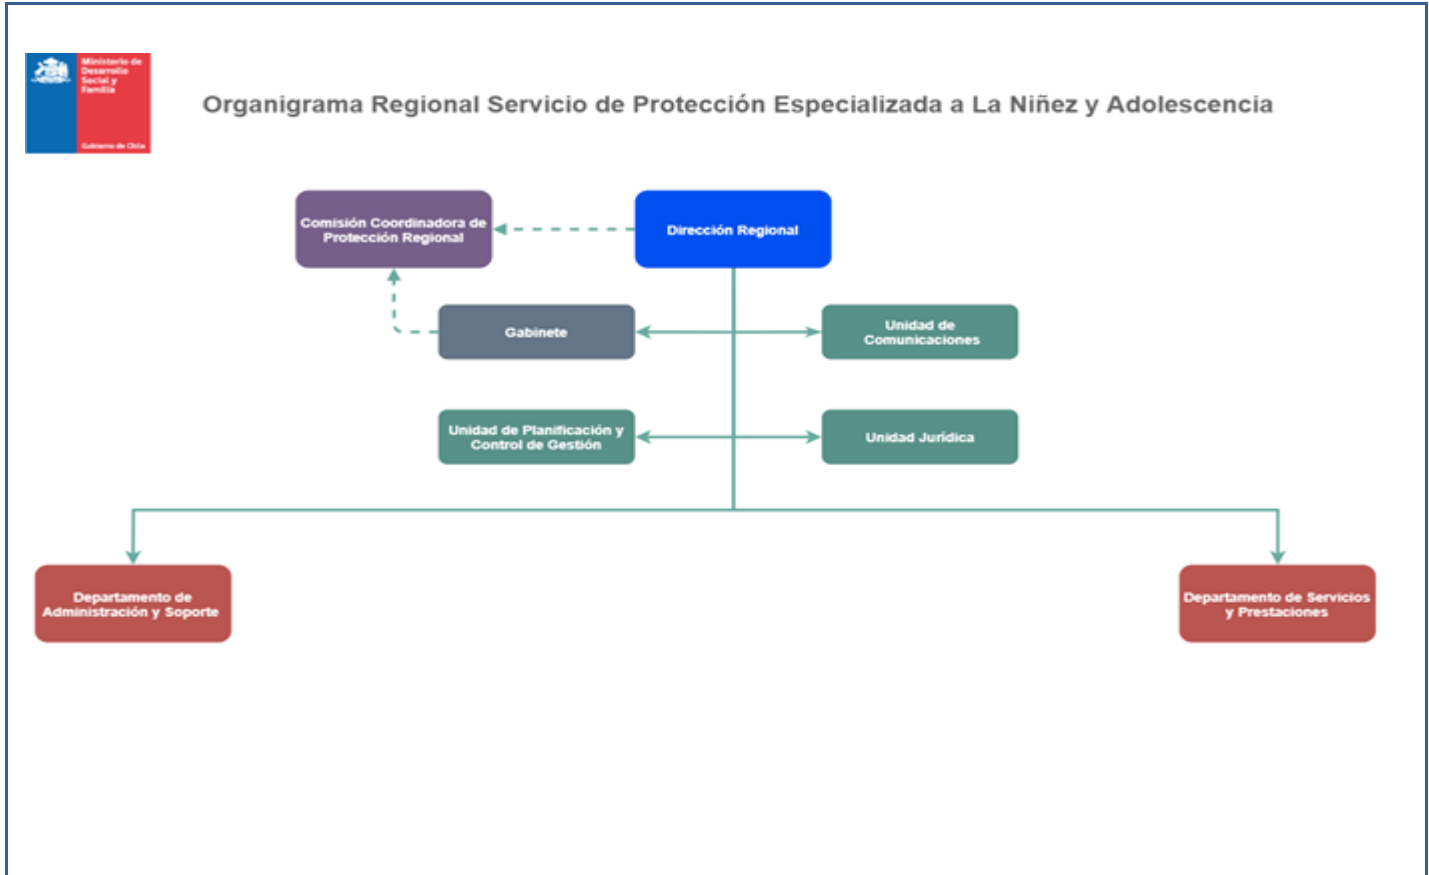 Ministerio de
Desarrollo
Social y
Familia
Gobierno de Chile
Organigrama Regional Servicio de Protección Especializada a La Niñez y Adolescencia
Comisión Coordinadora de
Protección Regional
Dirección Regional
Gabinete
Unidad de
Comunicaciones
Unidad de Planificación y
Control de Gestión
Unidad Jurídica
Departamento de
Administración y Soporte
Departamento de Servicios
y Prestaciones